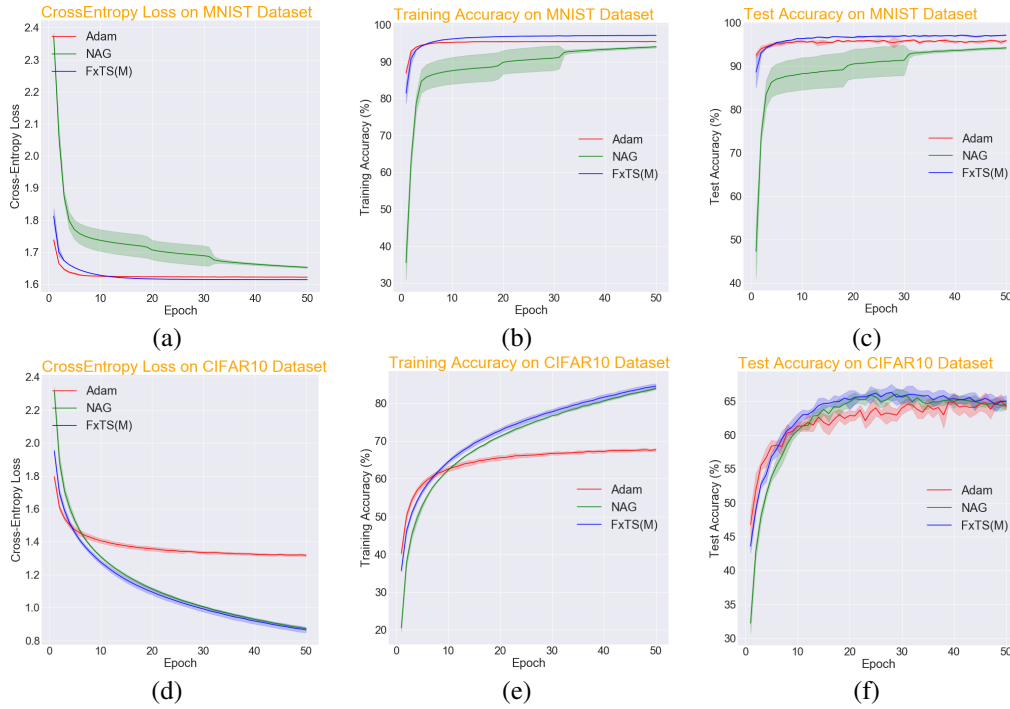 CrossEntropy Loss on MNIST Dataset
2.4
2.3
2.2
2.1
2.0
1.9
1.8
1.7
1.6
Cross-Entropy Loss
Adam
NAG
FxTS(M)
0 10 20 30 40 50
Epoch
(a)
Training Accuracy on MNIST Dataset
100
90
80
70
60
50
40
30
Training Accuracy (%)
Adam
NAG
FxTS(M)
0 10 20 30 40 50
Epoch
(b)
Test Accuracy on MNIST Dataset
100
90
80
70
60
50
40
Test Accuracy (%)
Adam
NAG
FxTS(M)
0 10 20 30 40 50
Epoch
(c)
CrossEntropy Loss on CIFAR10 Dataset
2.4
2.2
2.0
1.8
1.6
1.4
1.2
1.0
0.8
Cross-Entropy Loss
Adam
NAG
FxTS(M)
0 10 20 30 40 50
Epoch
(d)
Training Accuracy on CIFAR10 Dataset
80
70
60
50
40
30
20
Training Accuracy (%)
Adam
NAG
FxTS(M)
0 10 20 30 40 50
Epoch
(e)
Test Accuracy on CIFAR10 Dataset
65
60
55
50
45
40
35
30
Test Accuracy (%)
Adam
NAG
FxTS(M)
0 10 20 30 40 50
Epoch
(f)